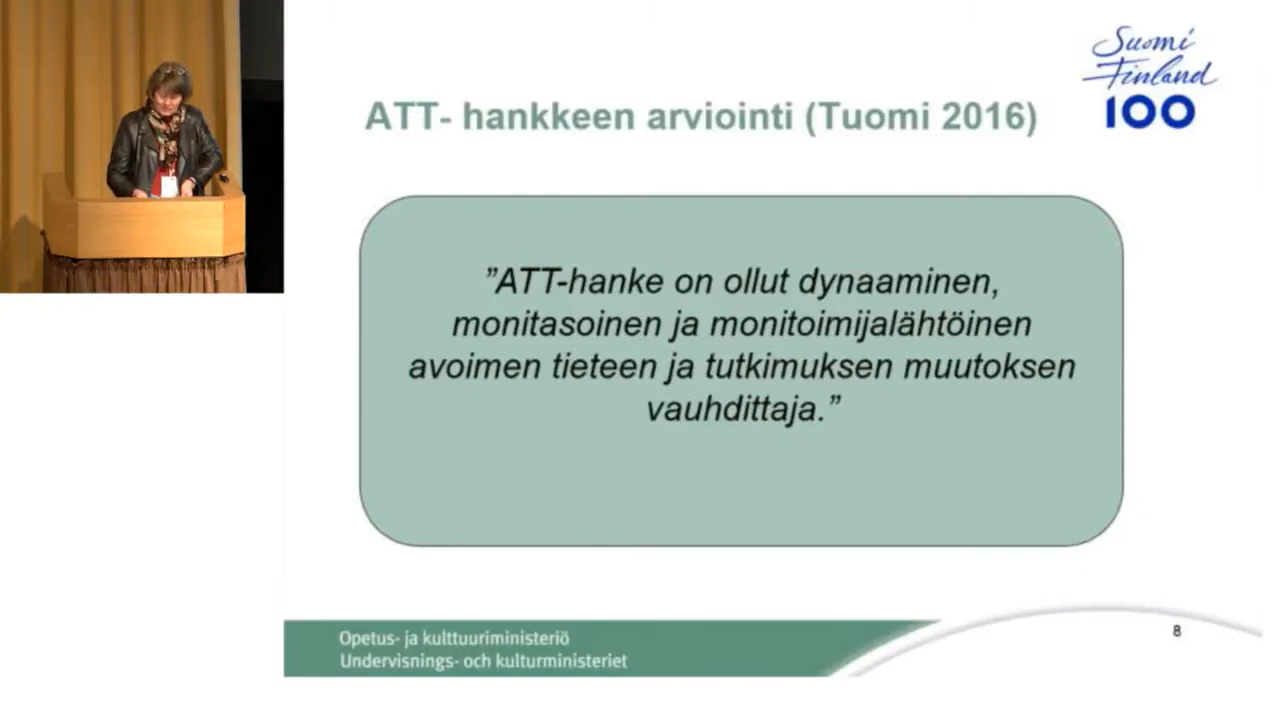 Suomi
Finland
100
ATT- hankkeen arviointi (Tuomi 2016)
”ATT-hanke on ollut dynaaminen,
monitasoinen ja monitoimijalähtöinen
avoimen tieteen ja tutkimuksen muutoksen
vauhdittaja.”
Opetus- ja kulttuuriministeriö
Undervisnings- och kulturministeriet
8